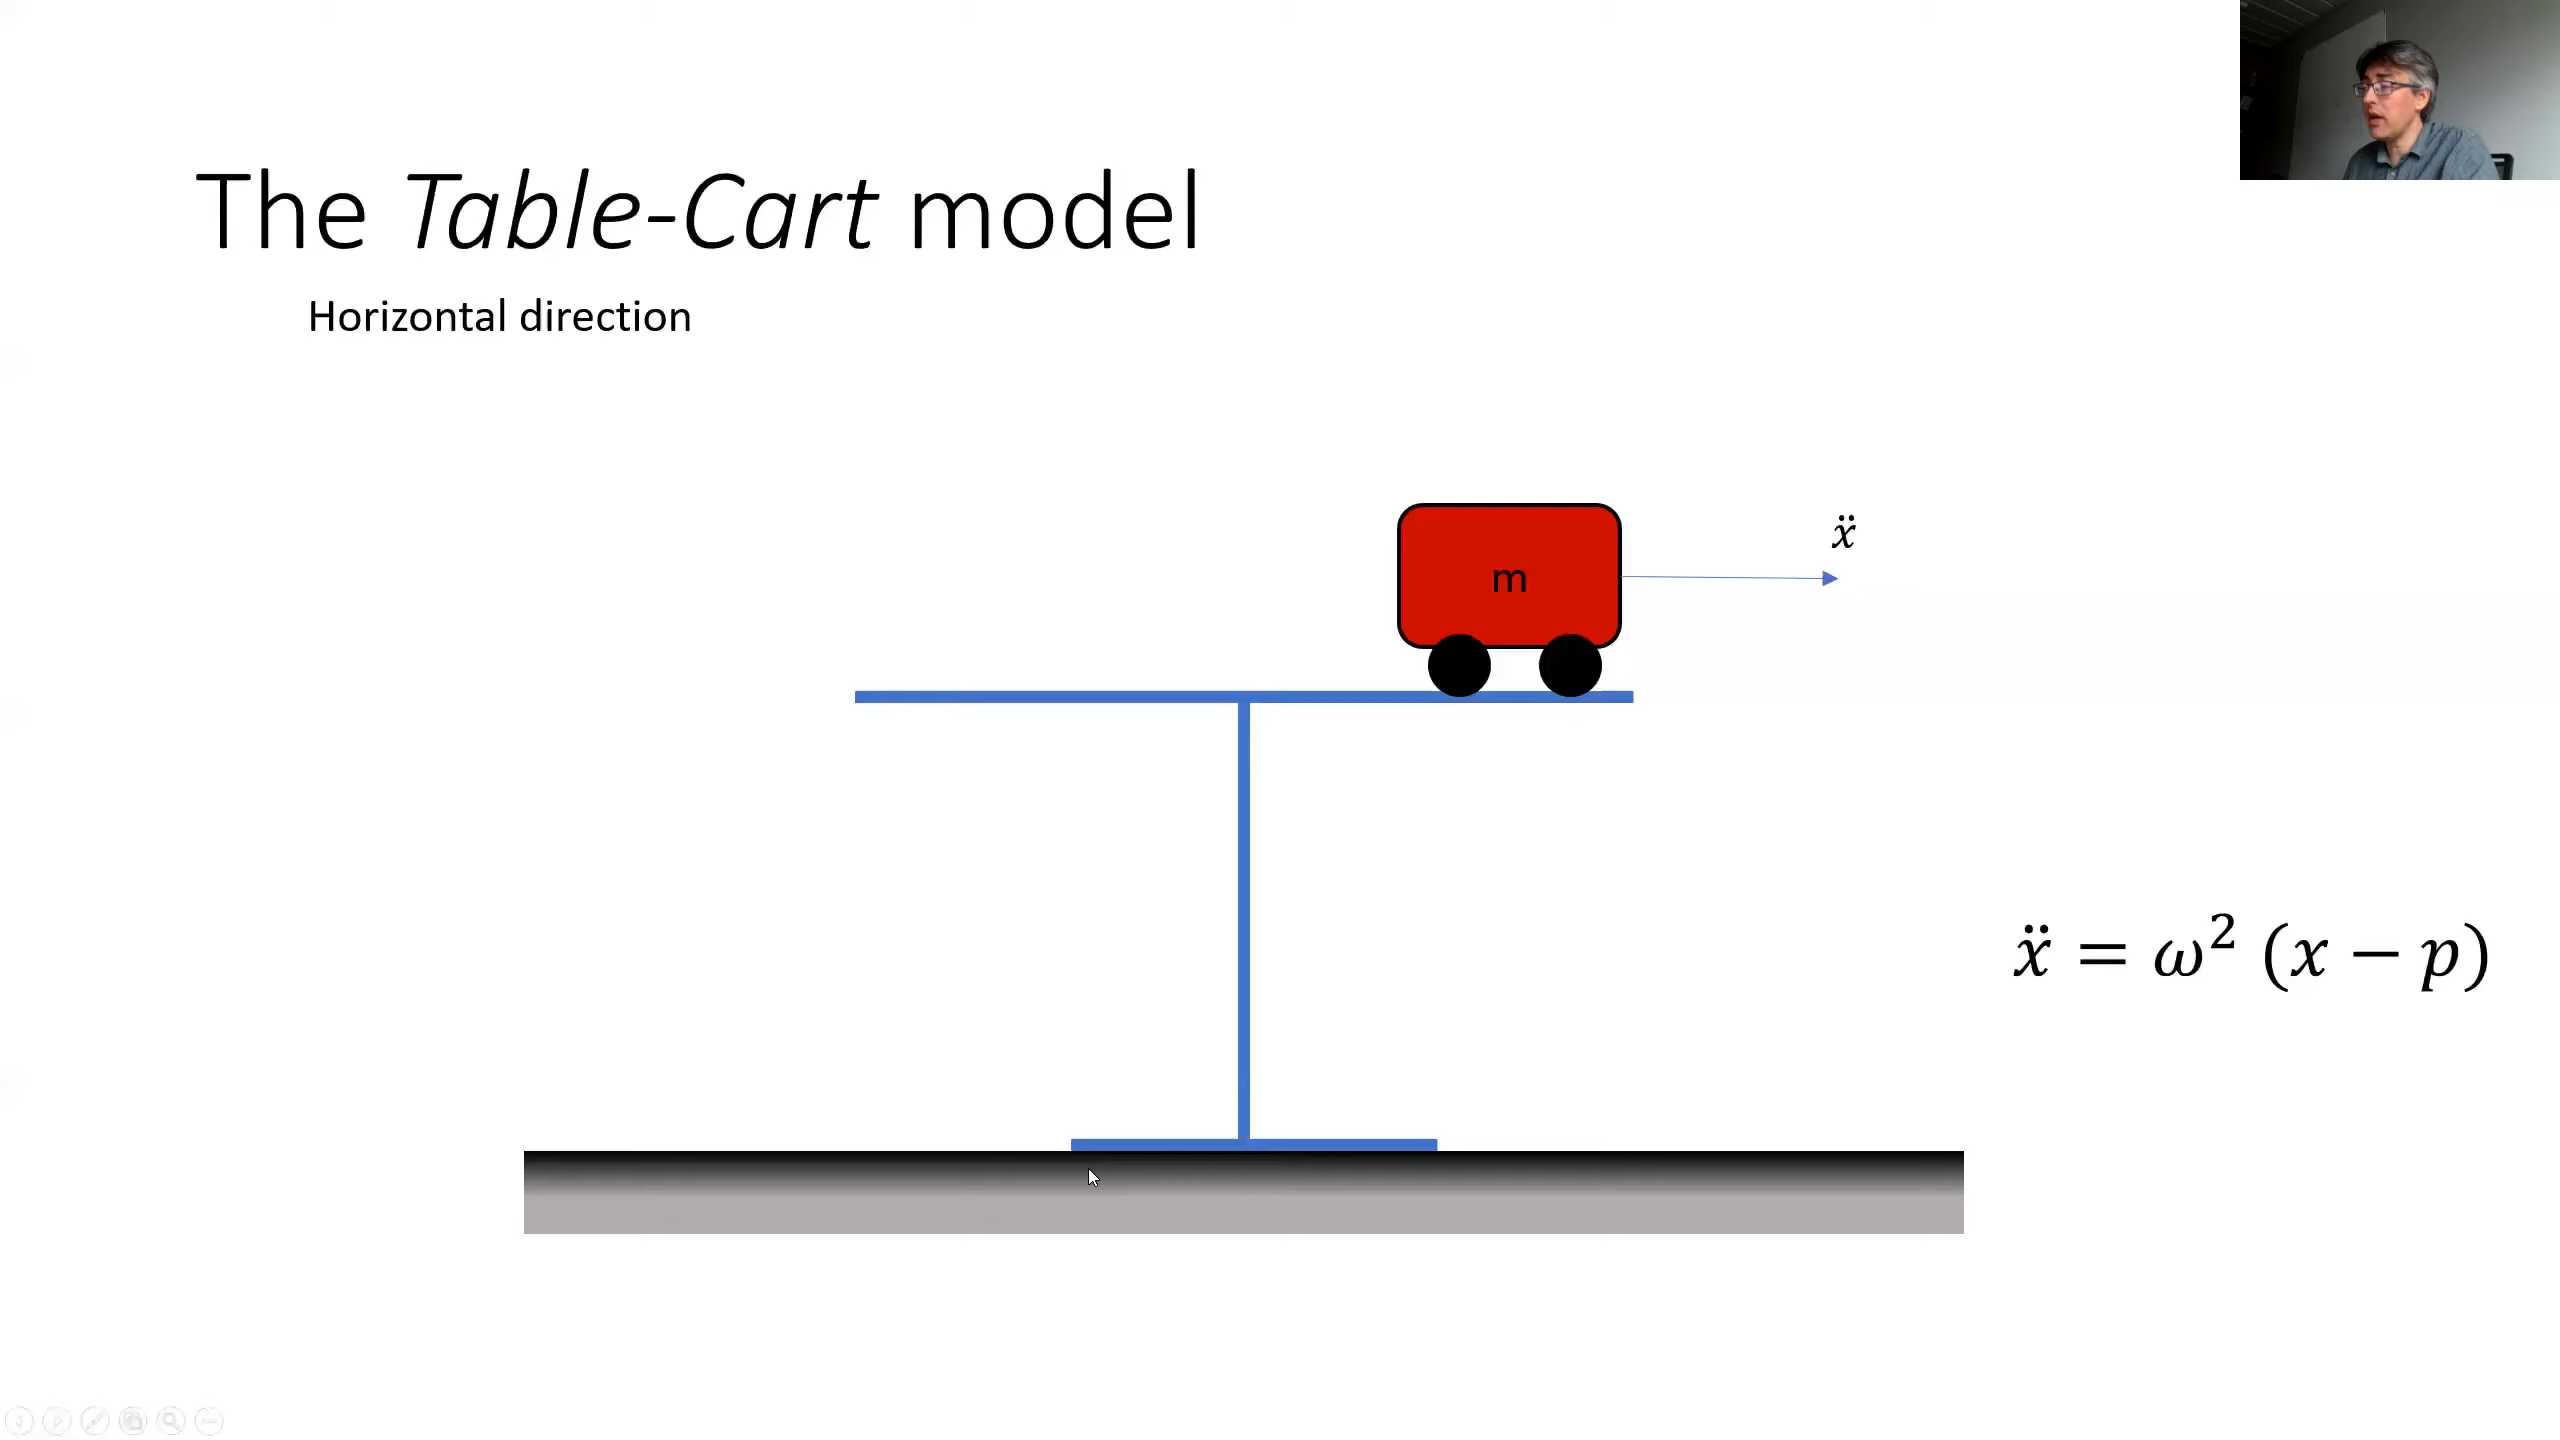 The Table-Cart model
Horizontal direction
ẍ
m
ẍ = ω² (x − p)